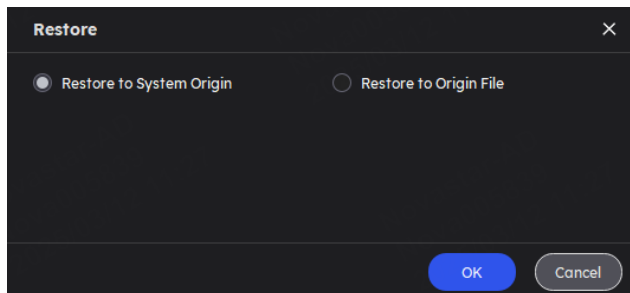 Restore
Restore to System Origin
Restore to Origin File
OK
Cancel